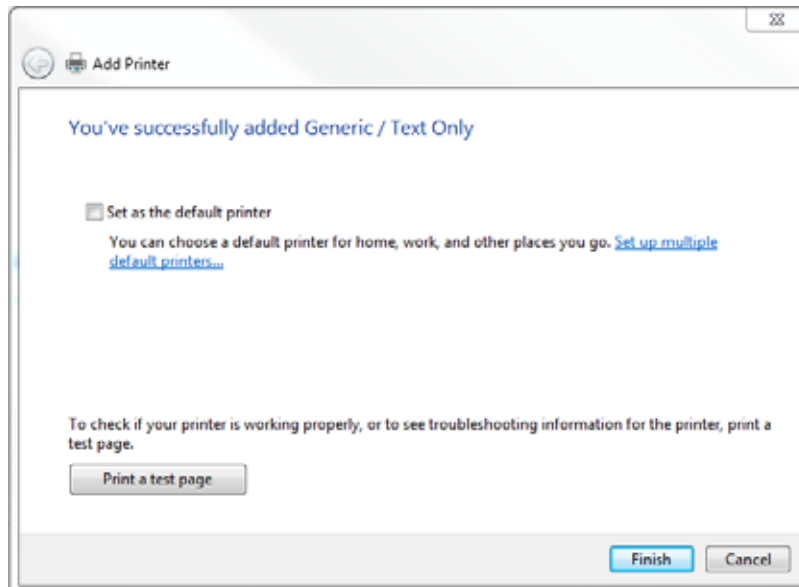 Add Printer
You've successfully added Generic / Text Only
Set as the default printer
You can choose a default printer for home, work, and other places you go. Set up multiple
default printers...
To check if your printer is working properly, or to see troubleshooting information for the printer, print a
test page.
Print a test page
Finish Cancel